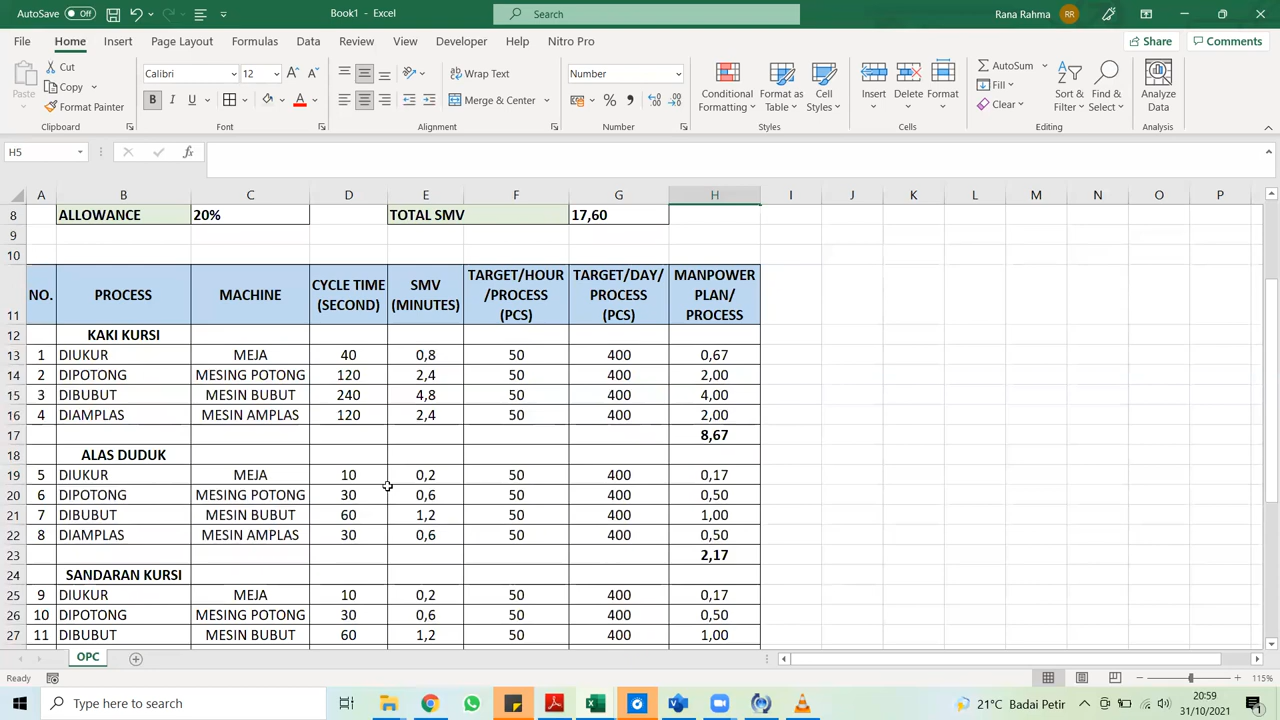 AutoSave Off Book1 - Excel Search Rana Rahma RR
File Home Insert Page Layout Formulas Data Review View Developer Help Nitro Pro Share Comments
Paste Cut Copy Format Painter
Calibri 12
B I U A
Wrap Text
Merge & Center
Number
% ,
Conditional Formatting Format as Table Cell Styles
Insert Delete Format
AutoSum Fill Clear
Sort & Filter Find & Select
Analyze Data
Clipboard Font Alignment Number Styles Cells Editing Analysis
H5 fx
A B C D E F G H I J K L M N O P
8 ALLOWANCE 20% TOTAL SMV 17,60
9
10
11 NO. PROCESS MACHINE CYCLE TIME (SECOND) SMV (MINUTES) TARGET/HOUR /PROCESS (PCS) TARGET/DAY/ PROCESS (PCS) MANPOWER PLAN/ PROCESS
12 KAKI KURSI
13 1 DIUKUR MEJA 40 0,8 50 400 0,67
14 2 DIPOTONG MESING POTONG 120 2,4 50 400 2,00
15 3 DIBUBUT MESIN BUBUT 240 4,8 50 400 4,00
16 4 DIAMPLAS MESIN AMPLAS 120 2,4 50 400 2,00
17 8,67
18 ALAS DUDUK
19 5 DIUKUR MEJA 10 0,2 50 400 0,17
20 6 DIPOTONG MESING POTONG 30 0,6 50 400 0,50
21 7 DIBUBUT MESIN BUBUT 60 1,2 50 400 1,00
22 8 DIAMPLAS MESIN AMPLAS 30 0,6 50 400 0,50
23 2,17
24 SANDARAN KURSI
25 9 DIUKUR MEJA 10 0,2 50 400 0,17
26 10 DIPOTONG MESING POTONG 30 0,6 50 400 0,50
27 11 DIBUBUT MESIN BUBUT 60 1,2 50 400 1,00
OPC
Ready 115%
Type here to search 21°C Badai Petir 20:59
31/10/2021